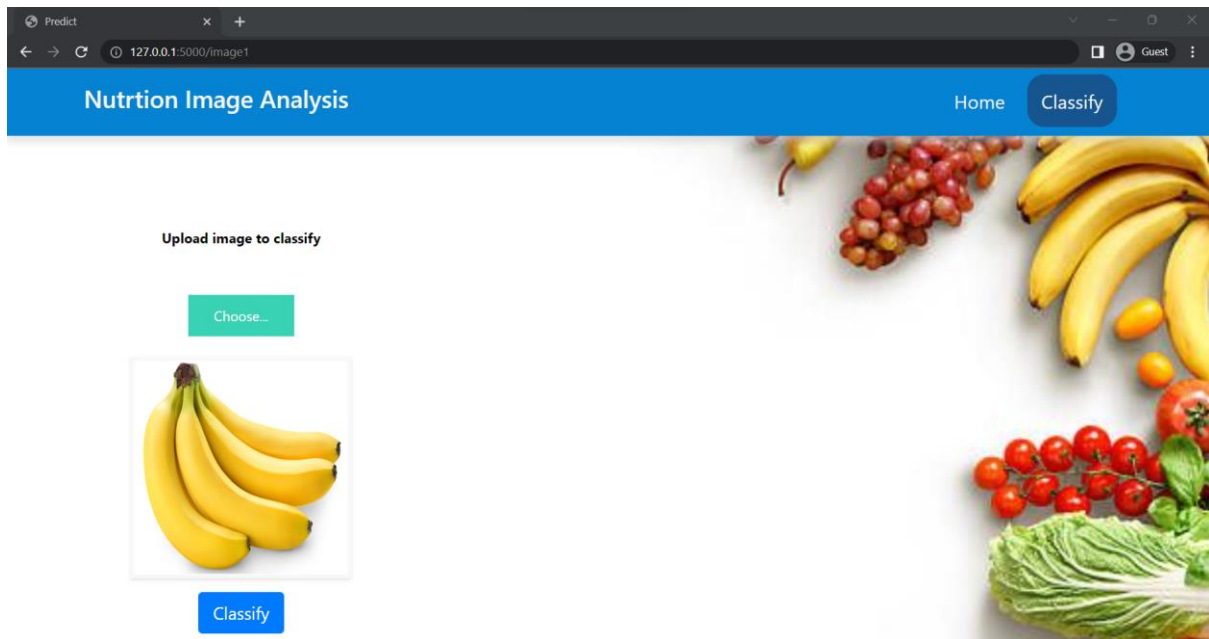 Predict
127.0.0.1:5000/image1
Guest
Nutrtion Image Analysis
Home
Classify
Upload image to classify
Choose...
Classify